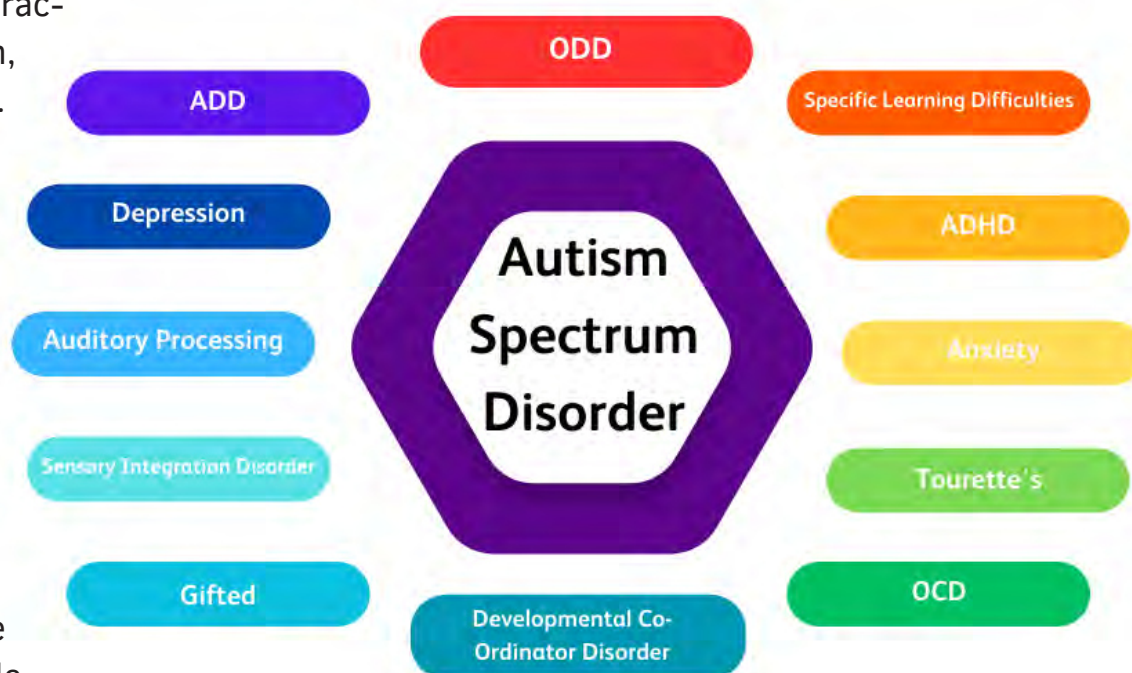 rac-
ODD
ADD
Specific Learning Difficulties
Depression
ADHD
Autism
Spectrum
Disorder
Auditory Processing
Anxiety
Sensory Integration Disorder
Tourette's
Gifted
OCD
Developmental Co-
Ordinator Disorder